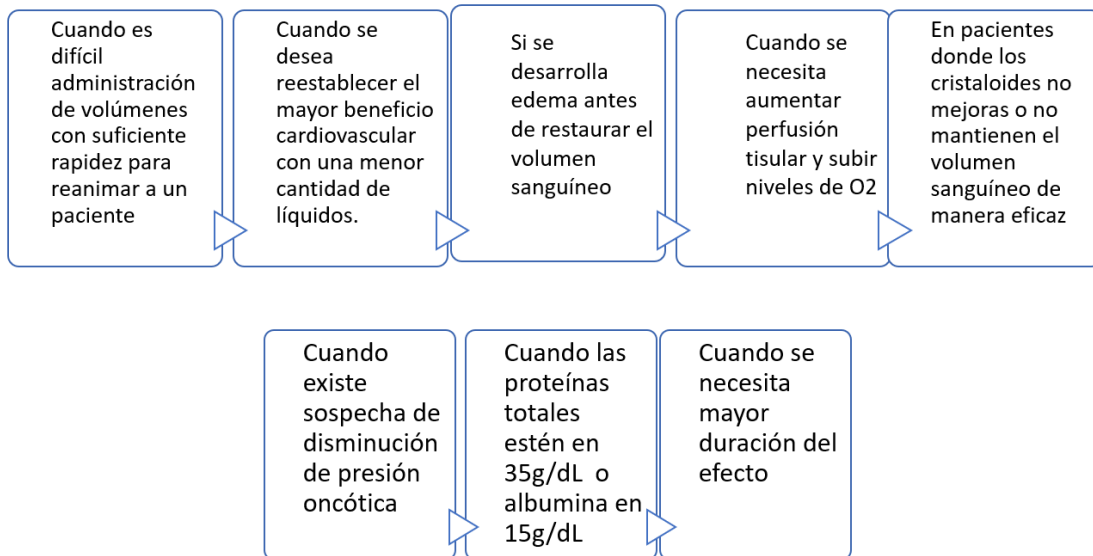 Cuando es
difícil
administración
de volúmenes
con suficiente
rapidez para
reanimar a un
paciente
Cuando se
desea
reestablecer el
mayor beneficio
cardiovascular
con una menor
cantidad de
líquidos.
Si se
desarrolla
edema antes
de restaurar el
volumen
sanguíneo
Cuando se
necesita
aumentar
perfusión
tisular y subir
niveles de O2
En pacientes
donde los
cristaloides no
mejoras o no
mantienen el
volumen
sanguíneo de
manera eficaz
Cuando
existe
sospecha de
disminución
de presión
oncótica
Cuando las
proteínas
totales
estén en
35g/dL o
albumina en
15g/dL
Cuando se
necesita
mayor
duración del
efecto